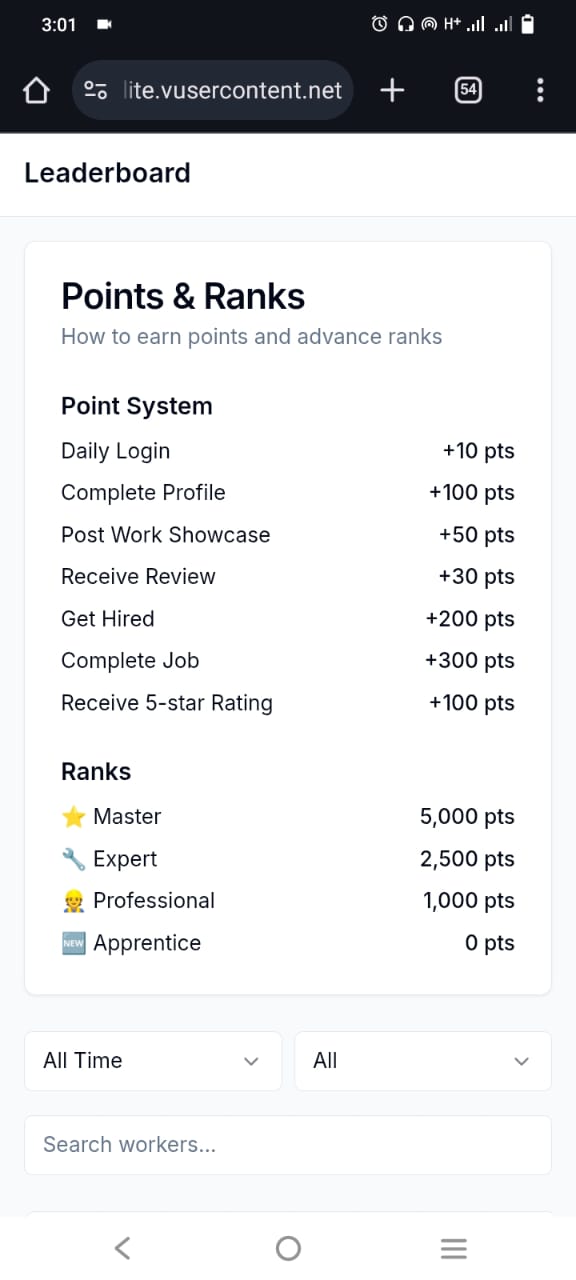 3:01
H+
lite.vusercontent.net
54
Leaderboard
Points & Ranks
How to earn points and advance ranks
Point System
Daily Login +10 pts
Complete Profile +100 pts
Post Work Showcase +50 pts
Receive Review +30 pts
Get Hired +200 pts
Complete Job +300 pts
Receive 5-star Rating +100 pts
Ranks
⭐ Master 5,000 pts
🔧 Expert 2,500 pts
👷 Professional 1,000 pts
🆕 Apprentice 0 pts
All Time All
Search workers...